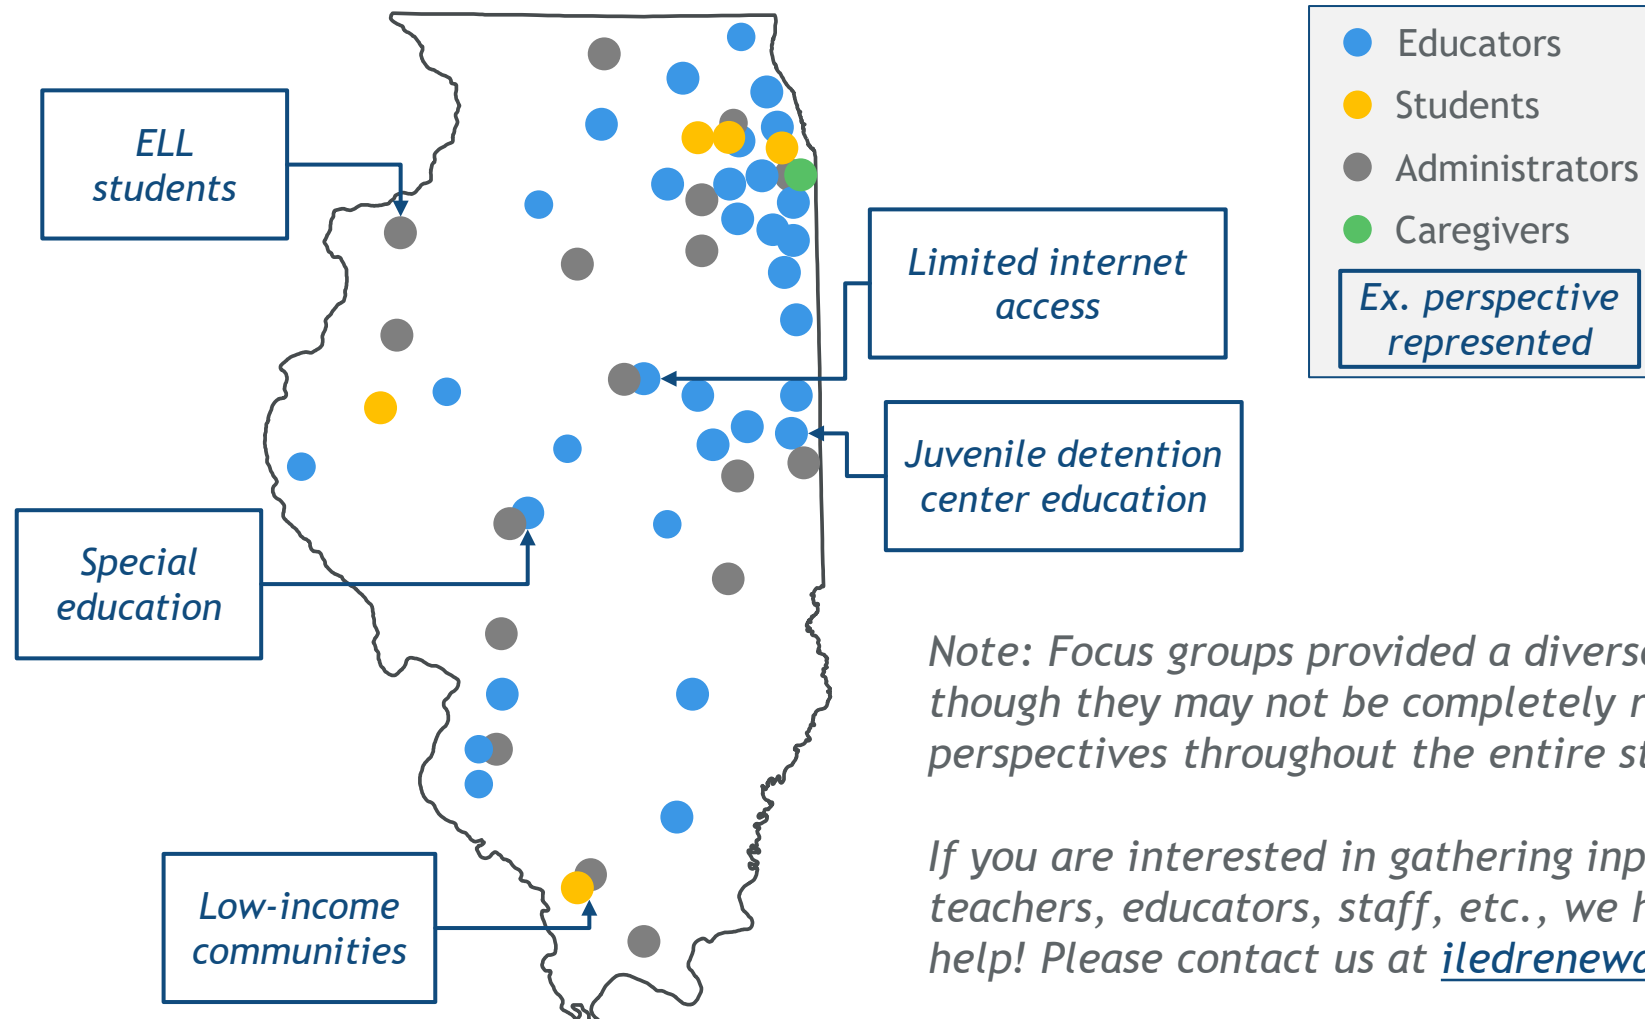 ELL
students
Limited internet
access
Juvenile detention
center education
Special
education
Low-income
communities
Educators
Students
Administrators
Caregivers
Ex. perspective
represented
Note: Focus groups provided a diverse
though they may not be completely
perspectives throughout the entire
If you are interested in gathering
teachers, educators, staff, etc., we
help! Please contact us at